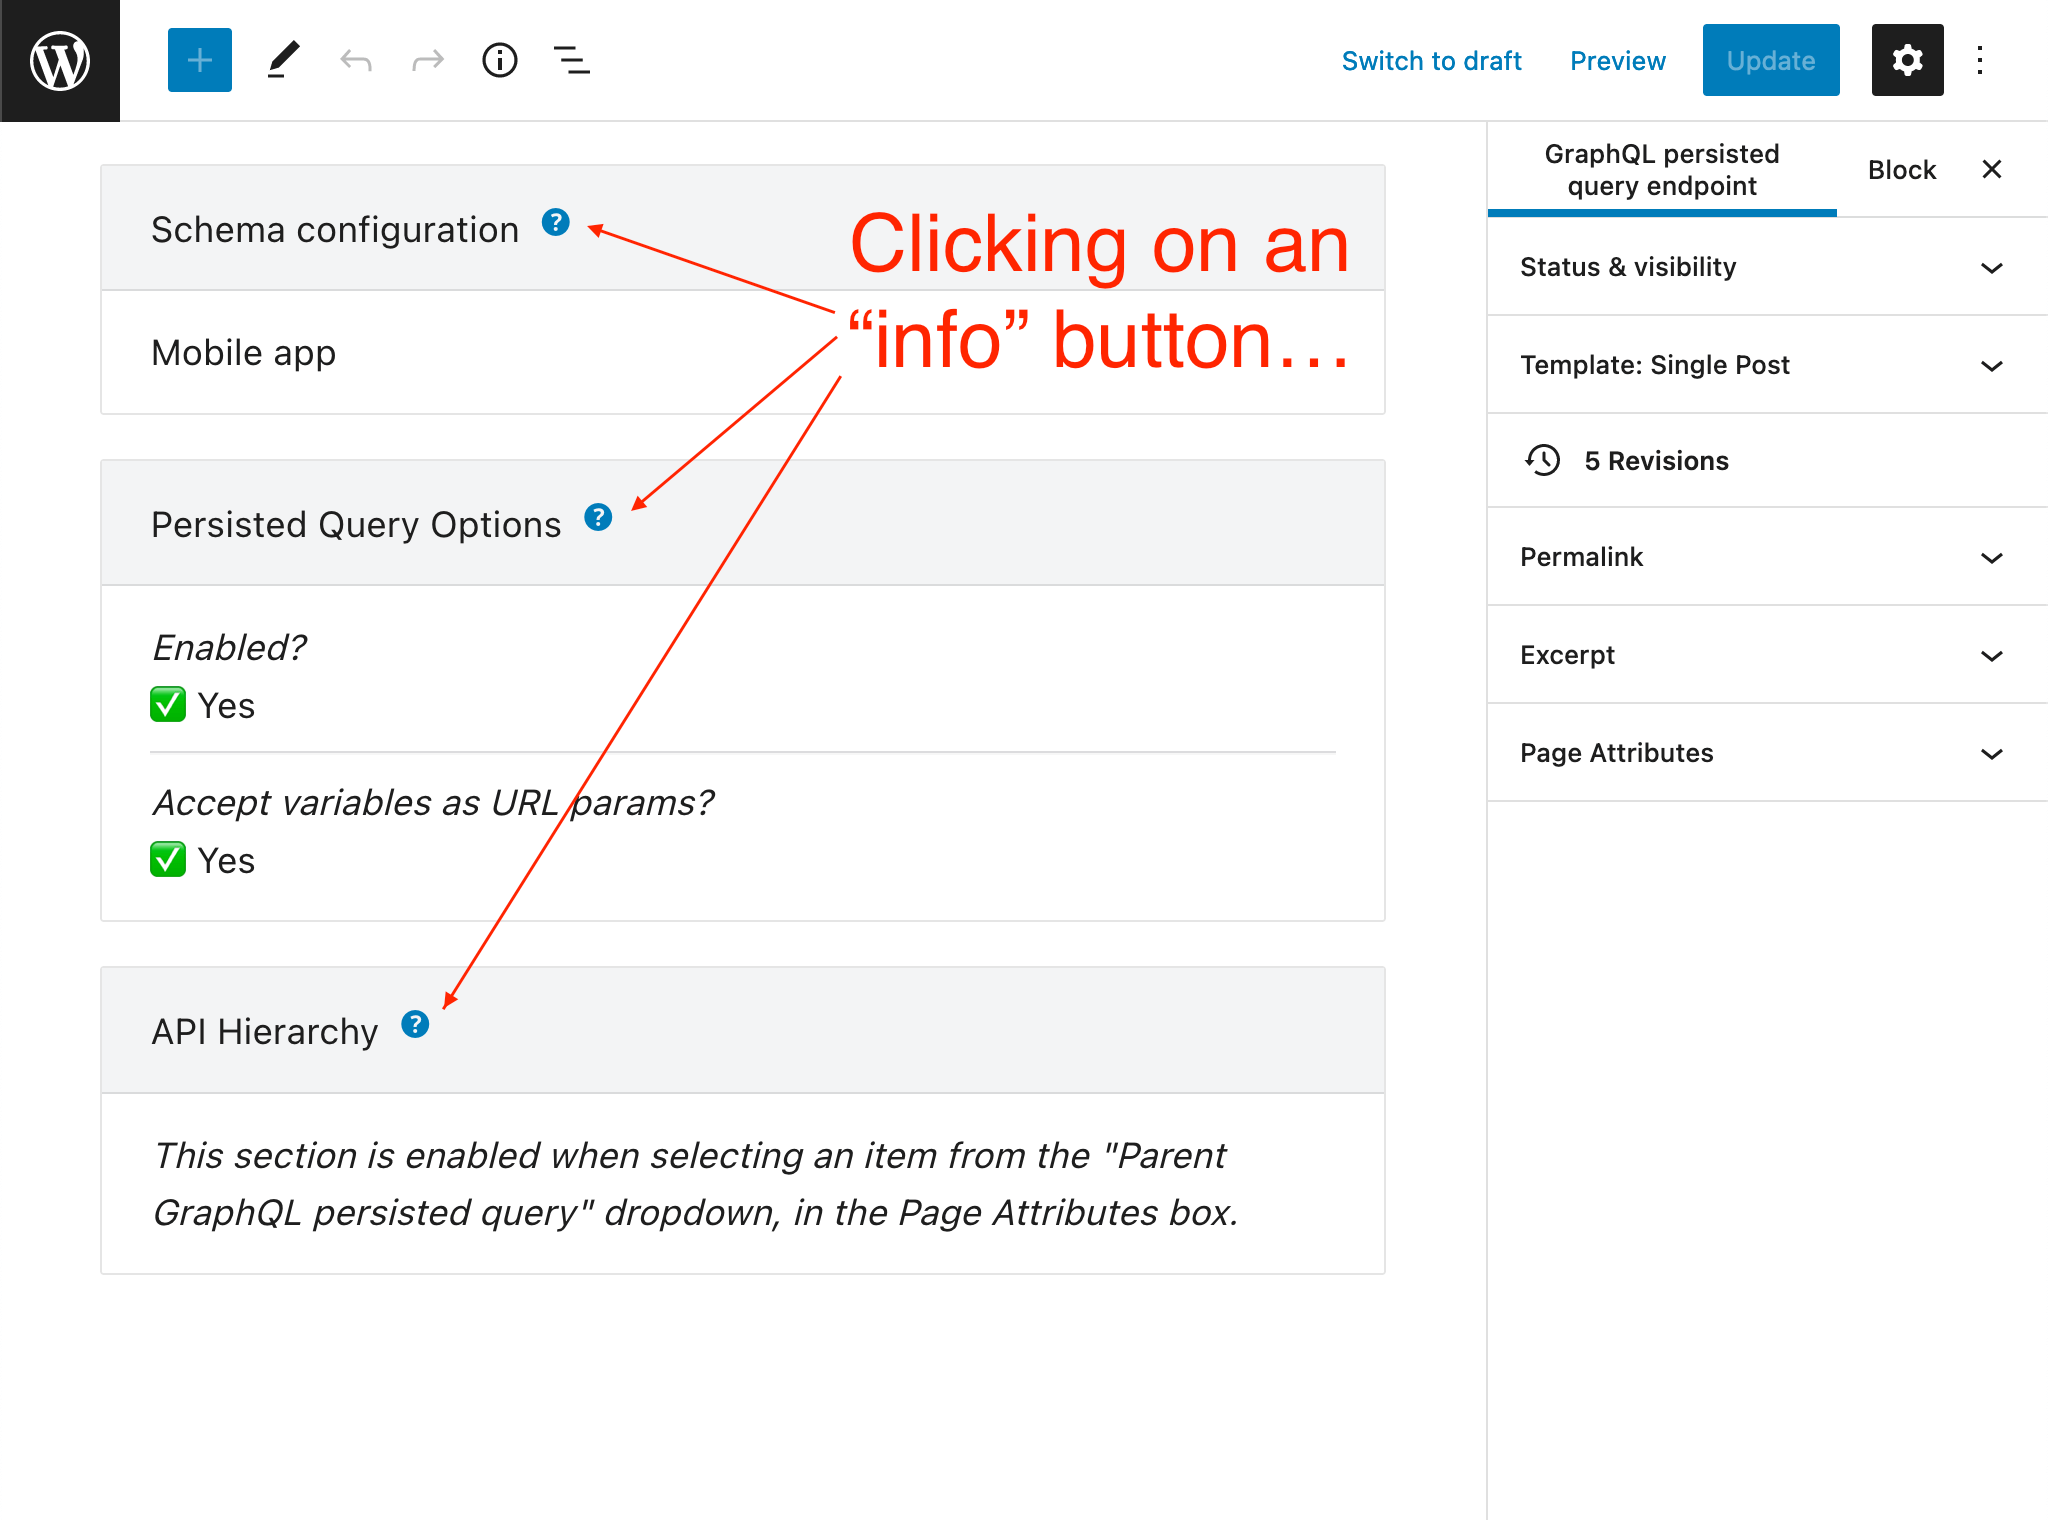 Switch to draft
Preview
Update
GraphQL persisted
query endpoint
Block
Schema configuration ?
Clicking on an
“info” button...
Mobile app
Persisted Query Options ?
Enabled?
✅ Yes
Accept variables as URL params?
✅ Yes
API Hierarchy ?
This section is enabled when selecting an item from the "Parent
GraphQL persisted query" dropdown, in the Page Attributes box.
Status & visibility
Template: Single Post
5 Revisions
Permalink
Excerpt
Page Attributes